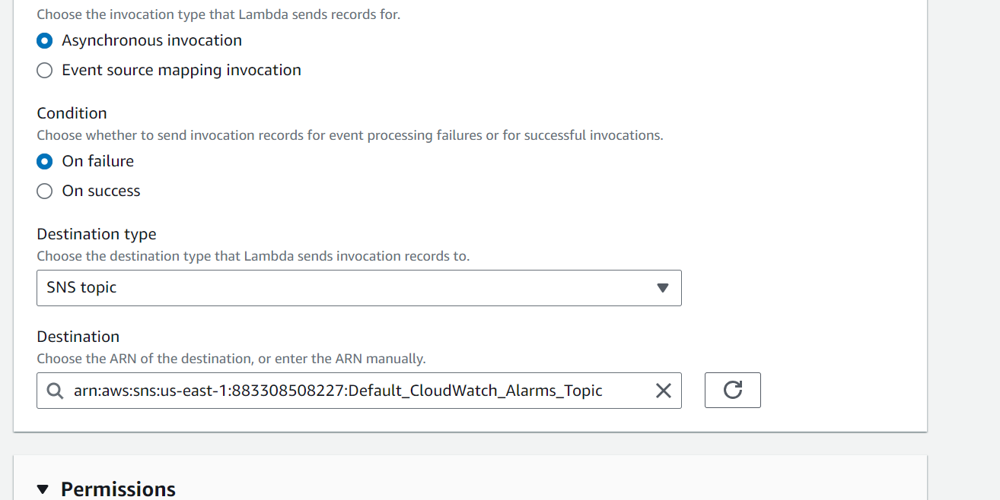 Choose the invocation type that Lambda sends records for.
Asynchronous invocation
Event source mapping invocation
Condition
Choose whether to send invocation records for event processing failures or for successful invocations.
On failure
On success
Destination type
Choose the destination type that Lambda sends invocation records to.
SNS topic
Destination
Choose the ARN of the destination, or enter the ARN manually.
arn:aws:sns:us-east-1:883308508227:Default_CloudWatch_Alarms_Topic
Permissions